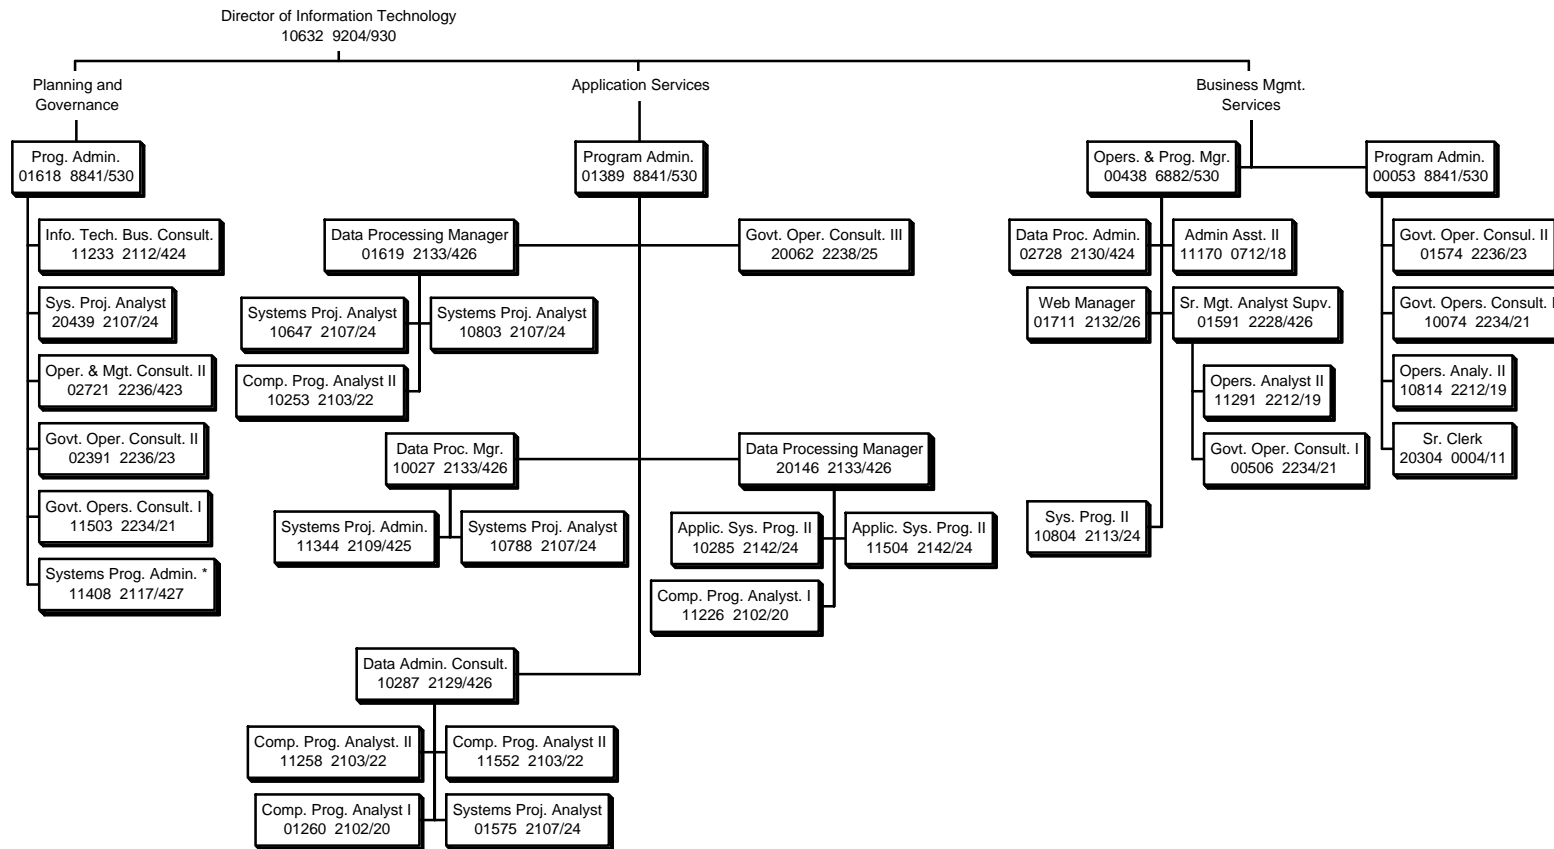 Director of Information Technology
10632 9204/930
Planning and
Governance
Application Services
Business Mgmt.
Services
Prog. Admin.
01618 8841/530
Program Admin.
01389 8841/530
Opers. & Prog. Mgr.
00438 6882/530
Program Admin.
00053 8841/530
Info. Tech. Bus. Consult.
11233 2112/424
Sys. Proj. Analyst
20439 2107/24
Oper. & Mgt. Consult. II
02721 2236/423
Govt. Oper. Consult. II
02391 2236/23
Govt. Opers. Consult. I
11503 2234/21
Systems Prog. Admin. *
11408 2117/427
Data Processing Manager
01619 2133/426
Govt. Oper. Consult. III
20062 2238/25
Systems Proj. Analyst
10647 2107/24
Systems Proj. Analyst
10803 2107/24
Comp. Prog. Analyst II
10253 2103/22
Data Proc. Mgr.
10027 2133/426
Data Processing Manager
20146 2133/426
Systems Proj. Admin.
11344 2109/425
Systems Proj. Analyst
10788 2107/24
Applic. Sys. Prog. II
10285 2142/24
Applic. Sys. Prog. II
11504 2142/24
Comp. Prog. Analyst. I
11226 2102/20
Data Admin. Consult.
10287 2129/426
Comp. Prog. Analyst. II
11258 2103/22
Comp. Prog. Analyst II
11552 2103/22
Comp. Prog. Analyst I
01260 2102/20
Systems Proj. Analyst
01575 2107/24
Data Proc. Admin.
02728 2130/424
Admin Asst. II
11170 0712/18
Web Manager
01711 2132/26
Sr. Mgt. Analyst Supv.
01591 2228/426
Opers. Analyst II
11291 2212/19
Govt. Oper. Consult. I
00506 2234/21
Sys. Prog. II
10804 2113/24
Govt. Oper. Consul. II
01574 2236/23
Govt. Opers. Consult. I
10074 2234/21
Opers. Analy. II
10814 2212/19
Sr. Clerk
20304 0004/11